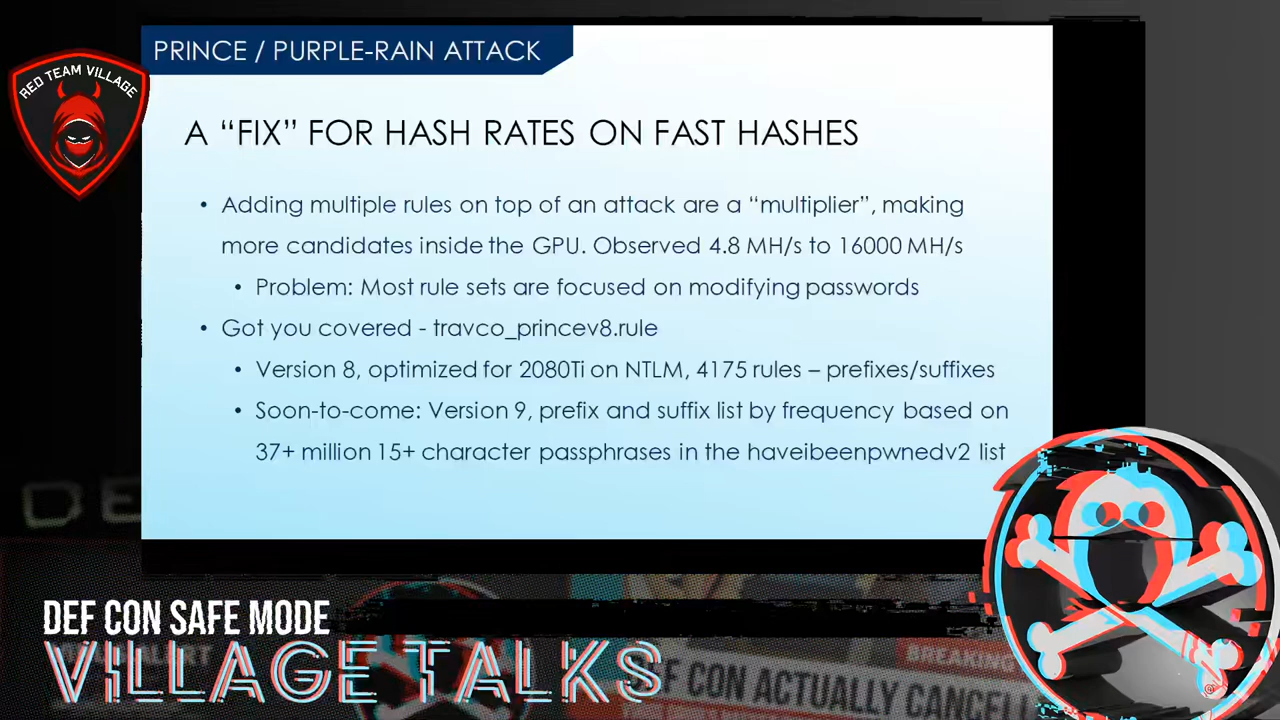 PRINCE / PURPLE-RAIN ATTACK
RED TEAM VILLAGE
A “FIX” FOR HASH RATES ON FAST HASHES
• Adding multiple rules on top of an attack are a “multiplier”, making
more candidates inside the GPU. Observed 4.8 MH/s to 16000 MH/s
• Problem: Most rule sets are focused on modifying passwords
• Got you covered - travco_princev8.rule
• Version 8, optimized for 2080Ti on NTLM, 4175 rules – prefixes/suffixes
• Soon-to-come: Version 9, prefix and suffix list by frequency based on
37+ million 15+ character passphrases in the haveibeenpwnedv2 list
DEF CON SAFE MODE
VILLAGE TALKS
BREAKING
DEF CON ACTUALLY